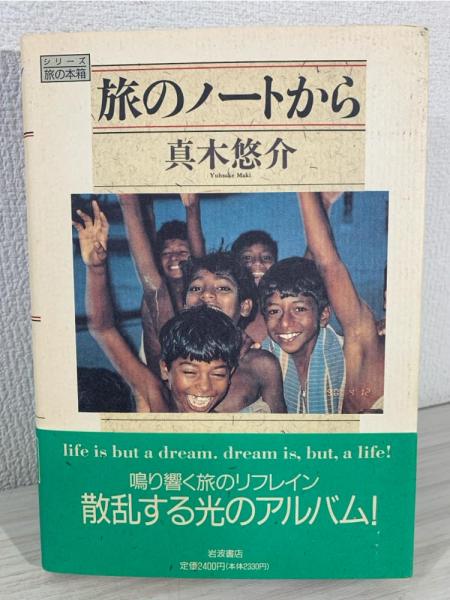 シリーズ
旅の本箱
旅のノートから
真木悠介
Yuhsuke Maki
life is but a dream. dream is, but, a life!
鳴り響く旅のリフレイン
散乱する光のアルバム!
岩波書店
定価2400円(本体2330円)